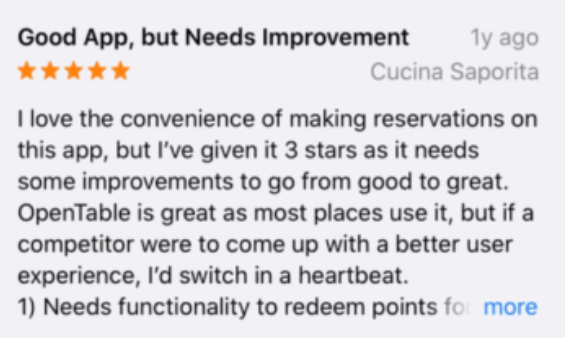 Good App, but Needs Improvement 1y ago
Cucina Saporita
I love the convenience of making reservations on
this app, but I've given it 3 stars as it needs
some improvements to go from good to great.
OpenTable is great as most places use it, but if a
competitor were to come up with a better user
experience, I'd switch in a heartbeat.
1) Needs functionality to redeem points fo more